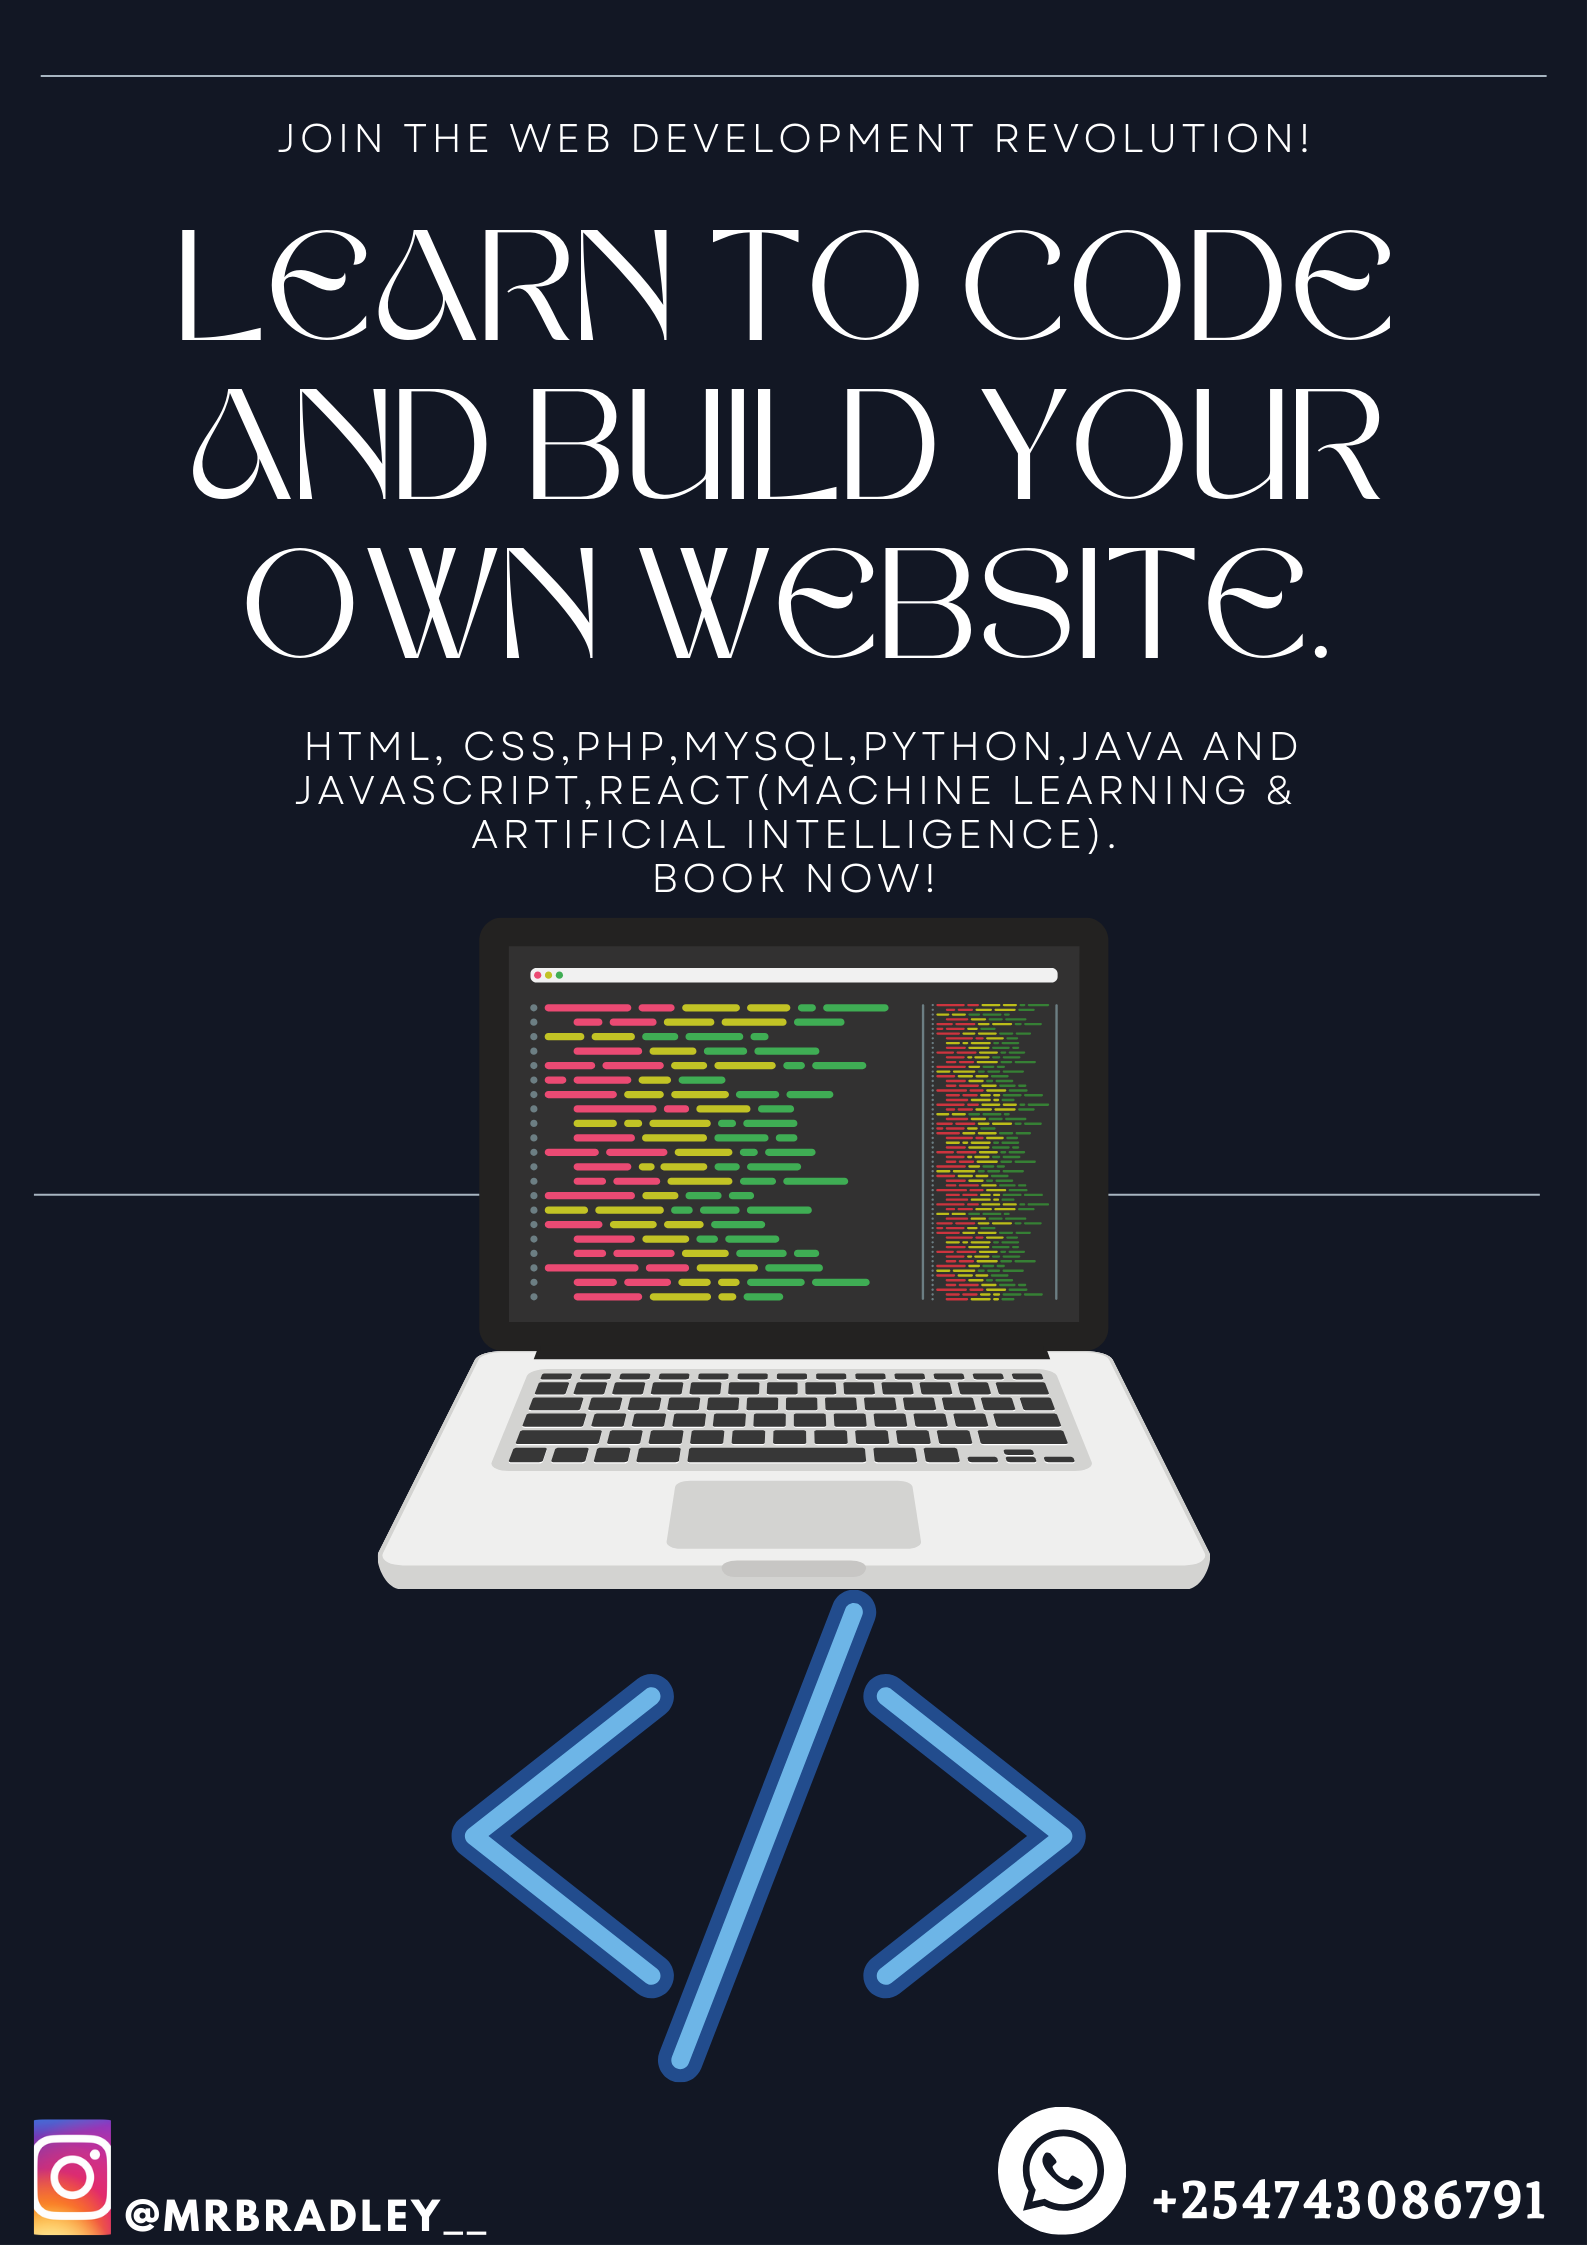 JOIN THE WEB DEVELOPMENT REVOLUTION!
LEARN TO CODE
AND BUILD YOUR
OWN WEBSITE.
HTML, CSS,PHP,MYSQL,PYTHON,JAVA AND
JAVASCRIPT,REACT(MACHINE LEARNING &
ARTIFICIAL INTELLIGENCE).
BOOK NOW!
</>
@MRBRADLEY__
+254743086791